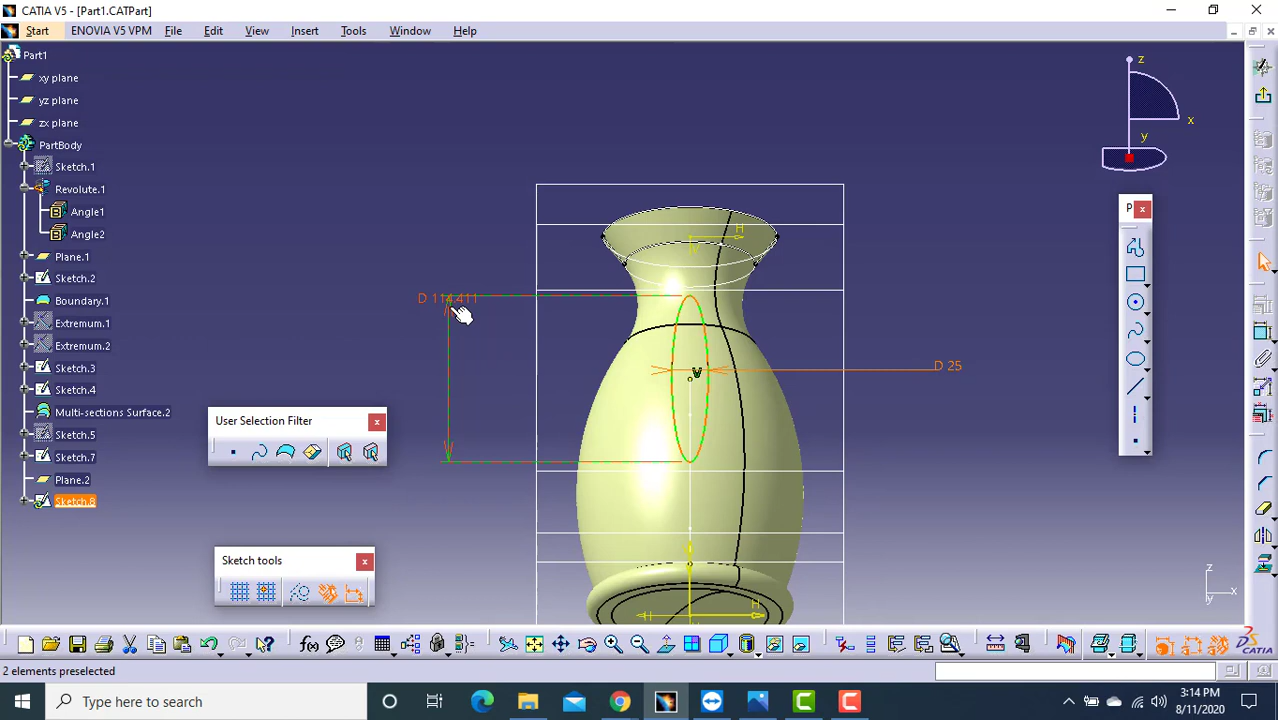 CATIA V5 - [Part1.CATPart]
Start ENOVIA V5 VPM File Edit View Insert Tools Window Help
Part1
xy plane
yz plane
zx plane
PartBody
Sketch.1
Revolute.1
Angle1
Angle2
Plane.1
Sketch.2
Boundary.1
Extremum.1
Extremum.2
Sketch.3
Sketch.4
Multi-sections Surface.2
Sketch.5
Sketch.7
Plane.2
Sketch.8
z
x
y
P
H
D 114.411
D 25
V
User Selection Filter
Sketch tools
H
H
z
x
y
f(x)
CATIA
2 elements preselected
Type here to search
3:14 PM
8/11/2020